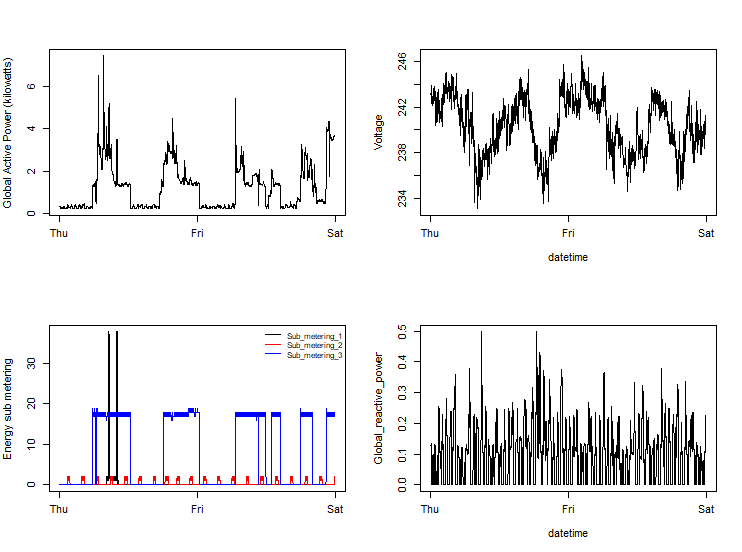 Global Active Power (kilowatts)
0
2
4
6
Thu
Fri
Sat
Voltage
234
238
242
246
Thu
Fri
Sat
datetime
Energy sub metering
0
10
20
30
Thu
Fri
Sat
Sub_metering_1
Sub_metering_2
Sub_metering_3
Global_reactive_power
0.0
0.1
0.2
0.3
0.4
0.5
Thu
Fri
Sat
datetime